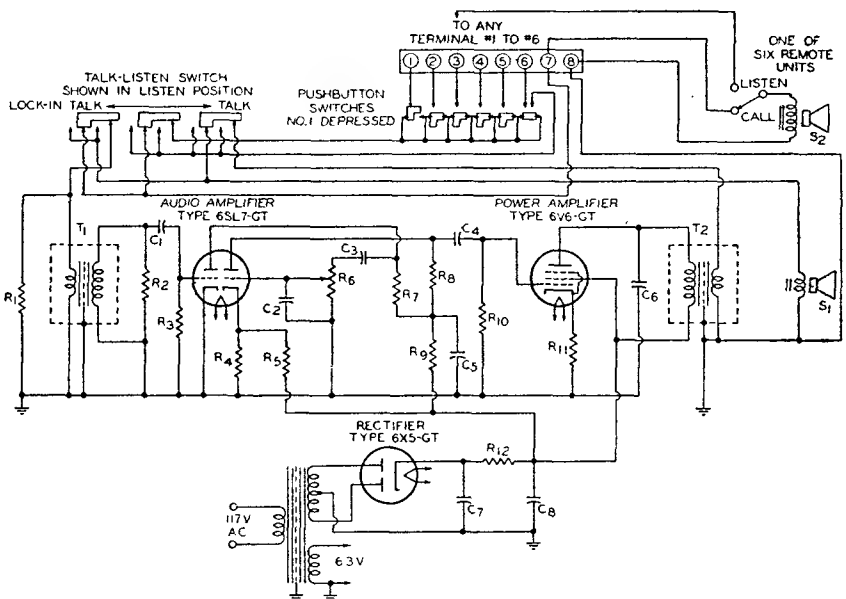 TO ANY
TERMINAL #1 TO #6
1 2 3 4 5 6 7 8
ONE OF
SIX REMOTE
UNITS
LISTEN
CALL
S2
TALK-LISTEN SWITCH
SHOWN IN LISTEN POSITION
LOCK-IN TALK TALK
PUSHBUTTON
SWITCHES
NO.1 DEPRESSED
AUDIO AMPLIFIER
TYPE 6SL7-GT
POWER AMPLIFIER
TYPE 6V6-GT
T1
C1
T2
C3
C4
R1
R2
R3
C2
R6
R7
R8
R10
C6
S1
R4
R5
R9
C5
R11
RECTIFIER
TYPE 6X5-GT
R12
117V
AC
C7
C8
6.3V